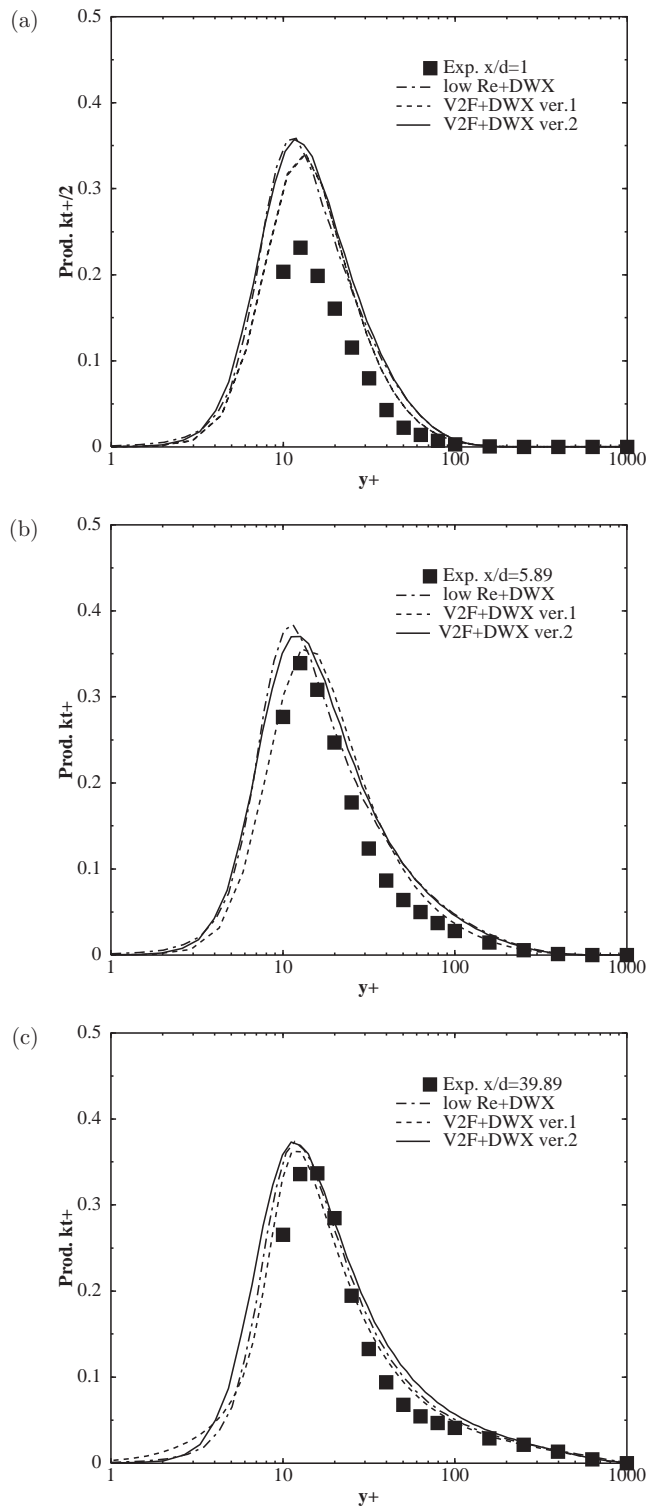 (a)
0.5
0.4
0.3
0.2
0.1
0
Prod. kt+/2
Exp. x/d=1
low Re+DWX
V2F+DWX ver.1
V2F+DWX ver.2
1
10
100
1000
y+
(b)
0.5
0.4
0.3
0.2
0.1
0
Prod. kt+
Exp. x/d=5.89
low Re+DWX
V2F+DWX ver.1
V2F+DWX ver.2
1
10
100
1000
y+
(c)
0.5
0.4
0.3
0.2
0.1
0
Prod. kt+
Exp. x/d=39.89
low Re+DWX
V2F+DWX ver.1
V2F+DWX ver.2
1
10
100
1000
y+